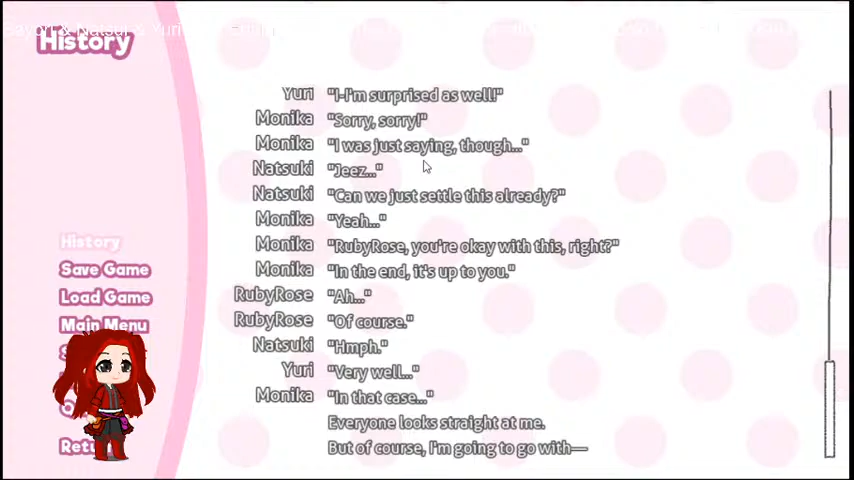 Sayori & Natsuki & Yuri
History
Yuri "I-I'm surprised as well!"
Monika "Sorry, sorry!"
Monika "I was just saying, though..."
Natsuki "Jeez..."
Natsuki "Can we just settle this already?"
Monika "Yeah..."
History
Monika "RubyRose, you're okay with this, right?"
Save Game
Monika "In the end, it's up to you."
Load Game
RubyRose "Ah..."
Main Menu
RubyRose "Of course."
Natsuki "Hmph."
Yuri "Very well..."
Monika "In that case..."
Everyone looks straight at me.
But of course, I'm going to go with—